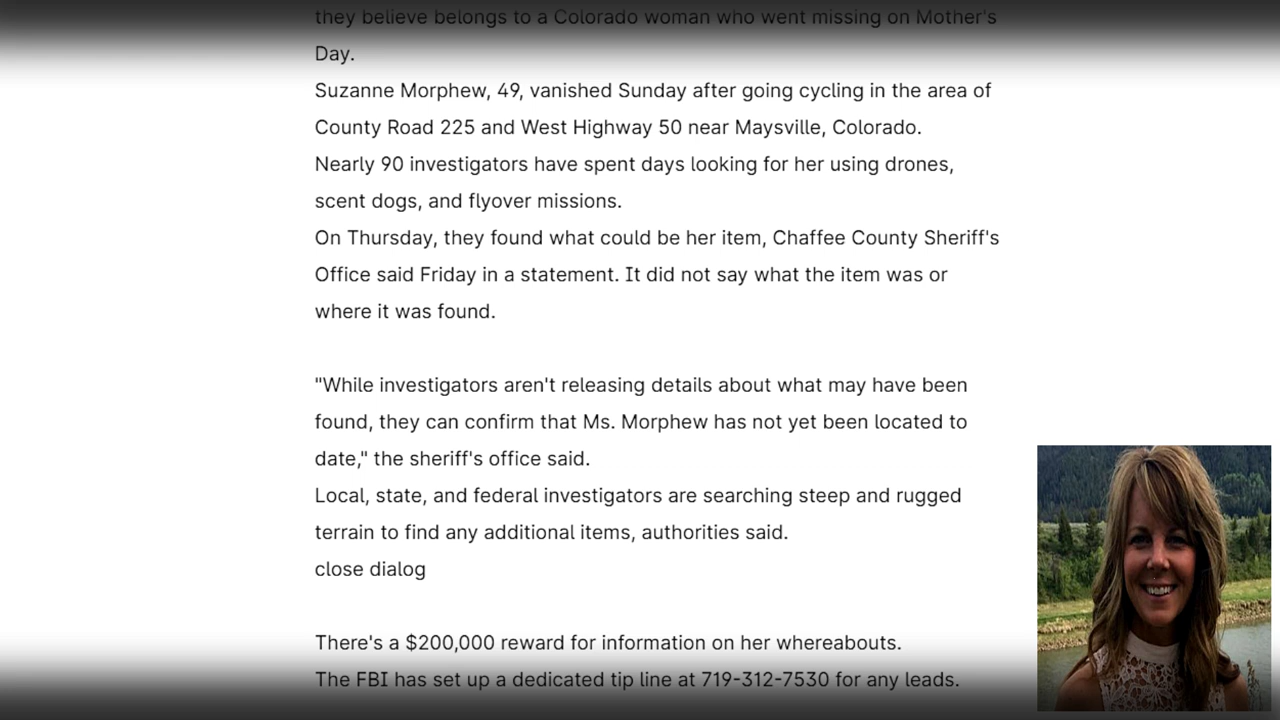 they believe belongs to a Colorado woman who went missing on Mother's
Day.
Suzanne Morphew, 49, vanished Sunday after going cycling in the area of
County Road 225 and West Highway 50 near Maysville, Colorado.
Nearly 90 investigators have spent days looking for her using drones,
scent dogs, and flyover missions.
On Thursday, they found what could be her item, Chaffee County Sheriff's
Office said Friday in a statement. It did not say what the item was or
where it was found.
"While investigators aren't releasing details about what may have been
found, they can confirm that Ms. Morphew has not yet been located to
date," the sheriff's office said.
Local, state, and federal investigators are searching steep and rugged
terrain to find any additional items, authorities said.
close dialog
There's a $200,000 reward for information on her whereabouts.
The FBI has set up a dedicated tip line at 719-312-7530 for any leads.